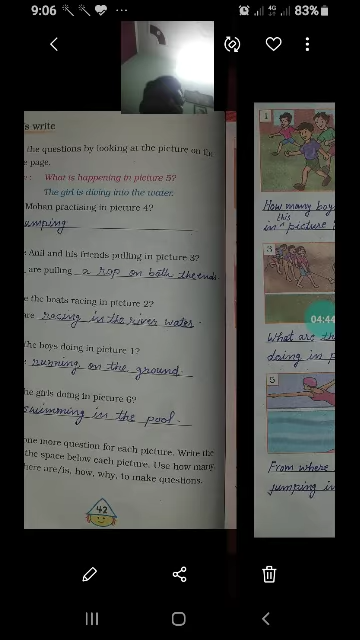 9:06
4G
83%
s write
the questions by looking at the picture on the
page.
What is happening in picture 5?
The girl is diving into the water.
Mohan practising in picture 4?
umping
Anil and his friends pulling in picture 3?
are pulling a rop on both the ends
the boats racing in picture 2?
racing in the river water.
the boys doing in picture 1?
running on the ground.
he girls doing in picture 6?
swimming in the pool.
one more question for each picture. Write the
the space below each picture. Use how many,
here are/is, how, why, to make questions.
42
1
How many boys
this
in ^ picture
3
04:44
What are th
doing in p
5
From where
jumping in